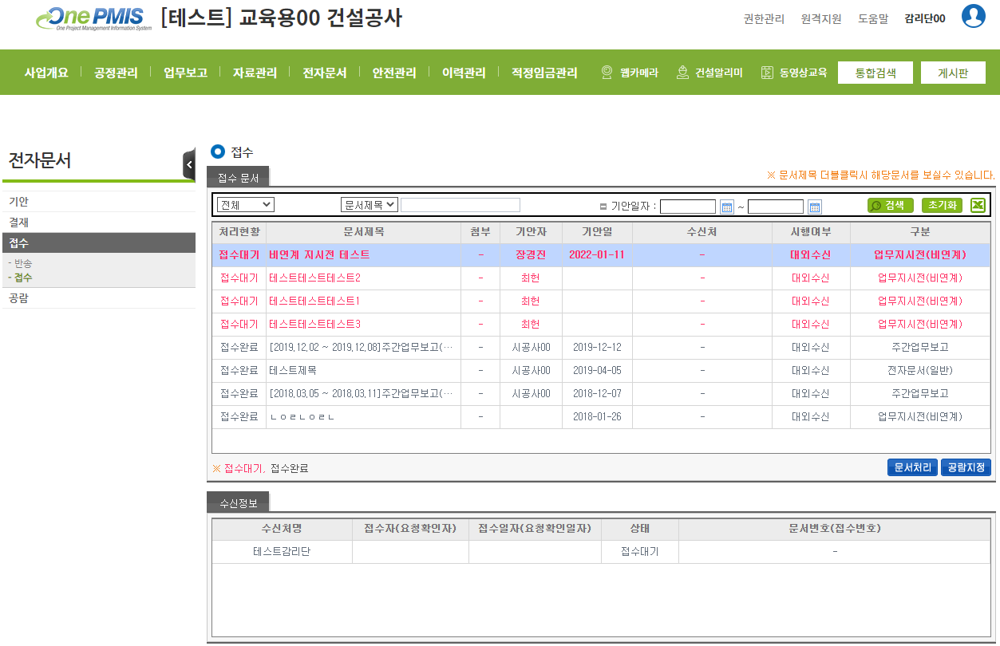 One PMIS
One Project Management Information System
[테스트] 교육용00 건설공사
권한관리 원격지원 도움말 감리단00
사업개요 공정관리 업무보고 자료관리 전자문서 안전관리 이력관리 적정임금관리 웹카메라 건설알리미 동영상교육 통합검색 게시판
전자문서
기안
결재
접수
- 반송
- 접수
공람
접수
접수 문서
※ 문서제목 더블클릭시 해당문서를 보실수 있습니다.
전체 문서제목 기안일자 : ~ 검색 초기화
처리현황 문서제목 첨부 기안자 기안일 수신처 시행여부 구분
접수대기 비연계 지시전 테스트 - 장경진 2022-01-11 - 대외수신 업무지시전(비연계)
접수대기 테스트테스트테스트2 - 최헌 - 대외수신 업무지시전(비연계)
접수대기 테스트테스트테스트1 - 최헌 - 대외수신 업무지시전(비연계)
접수대기 테스트테스트테스트3 - 최헌 - 대외수신 업무지시전(비연계)
접수완료 [2019.12.02 ~ 2019.12.08]주간업무보고(… - 시공사00 2019-12-12 - 대외수신 주간업무보고
접수완료 테스트제목 - 시공사00 2019-04-05 - 대외수신 전자문서(일반)
접수완료 [2018.03.05 ~ 2018.03.11]주간업무보고(… - 시공사00 2018-12-07 - 대외수신 주간업무보고
접수완료 ㄴㅇㄹㄴㅇㄹㄴ - 2018-01-26 - 대외수신 업무지시전(비연계)
※ 접수대기, 접수완료
문서처리 공람지정
수신정보
수신처명 접수자(요청확인자) 접수일자(요청확인일자) 상태 문서번호(접수번호)
테스트감리단 접수대기 -